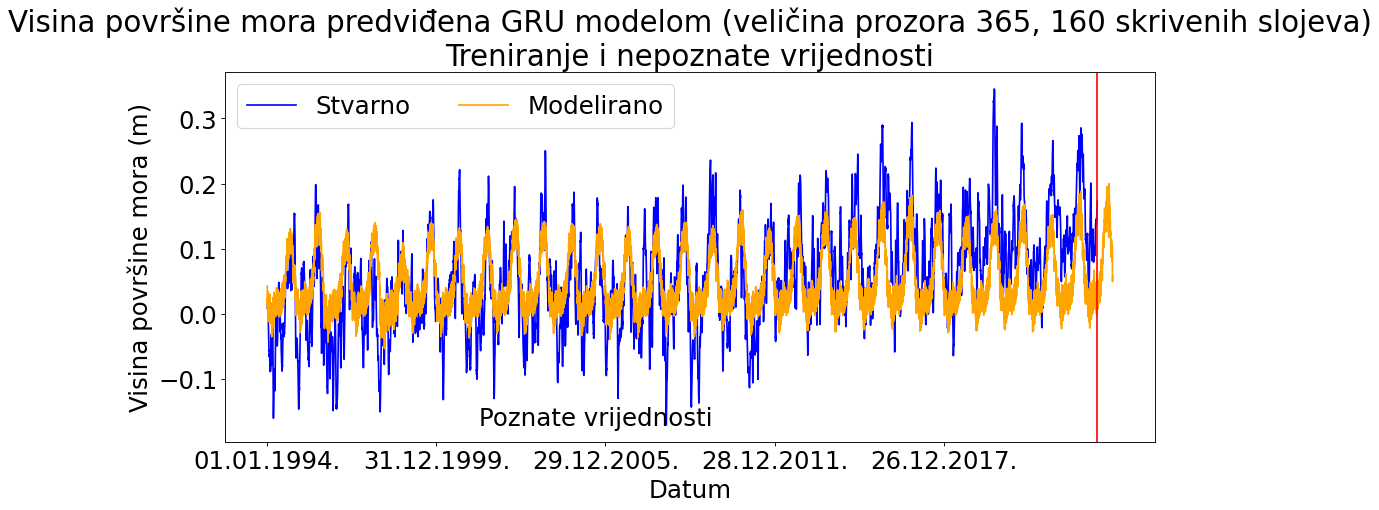 Visina površine mora predviđena GRU modelom (veličina prozora 365, 160 skrivenih slojeva)
Treniranje i nepoznate vrijednosti
Stvarno
Modelirano
Visina površine mora (m)
0.3
0.2
0.1
0.0
−0.1
Poznate vrijednosti
01.01.1994.
31.12.1999.
29.12.2005.
28.12.2011.
26.12.2017.
Datum